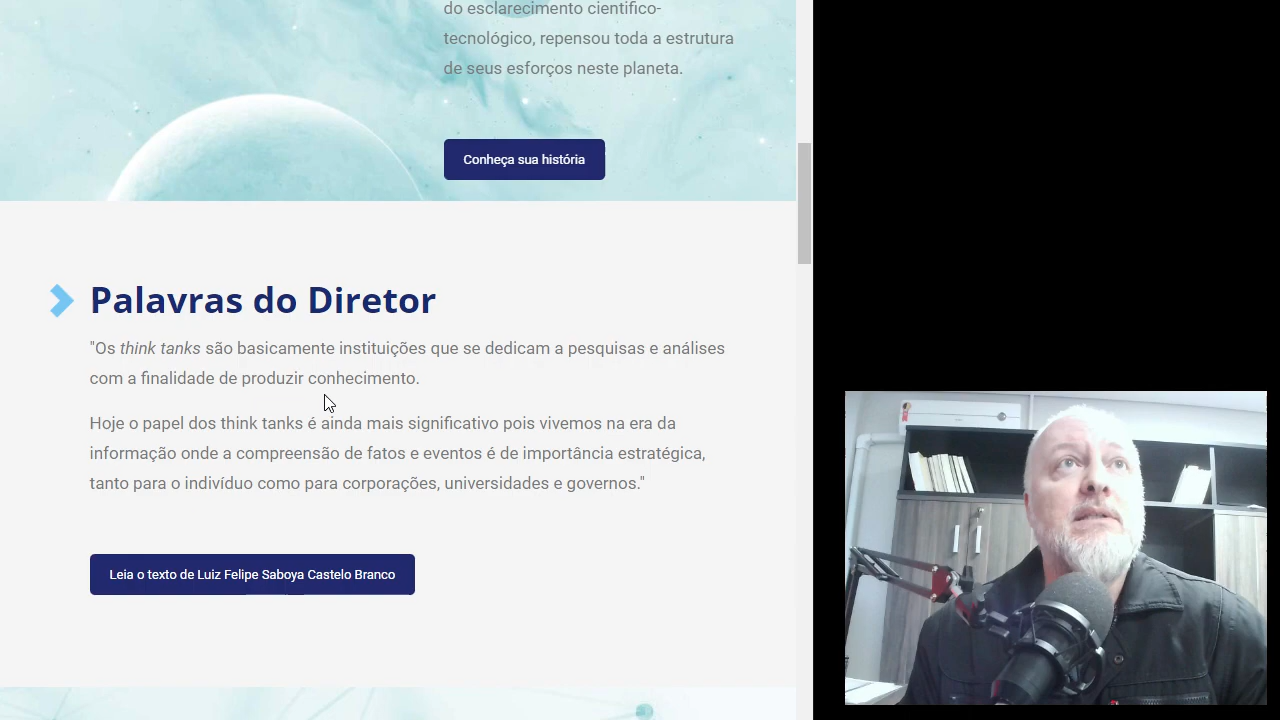 do esclarecimento cientifico-
tecnológico, repensou toda a estrutura
de seus esforços neste planeta.
Conheça sua história
Palavras do Diretor
"Os think tanks são basicamente instituições que se dedicam a pesquisas e análises
com a finalidade de produzir conhecimento.
Hoje o papel dos think tanks é ainda mais significativo pois vivemos na era da
informação onde a compreensão de fatos e eventos é de importância estratégica,
tanto para o indivíduo como para corporações, universidades e governos."
Leia o texto de Luiz Felipe Saboya Castelo Branco